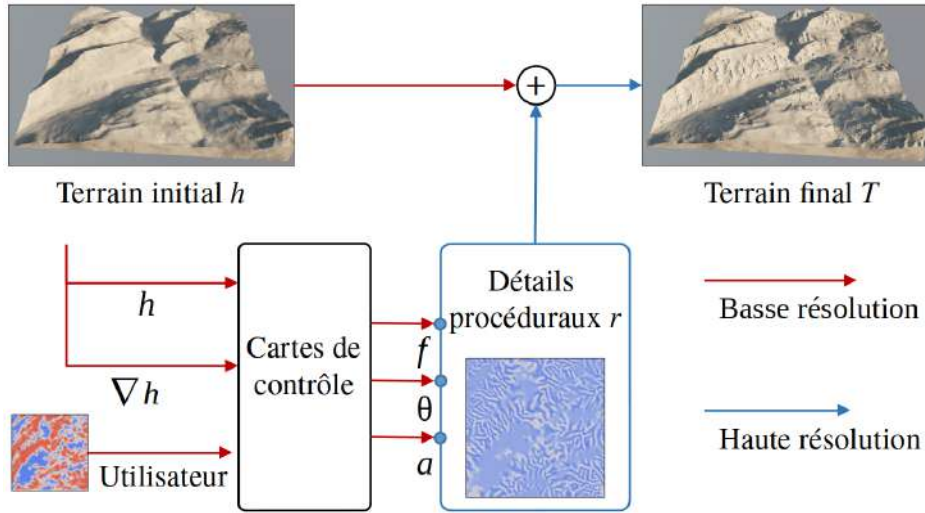 +
Terrain initial h
Terrain final T
h
∇h
Utilisateur
Cartes de
contrôle
f
θ
a
Détails
procéduraux r
Basse résolution
Haute résolution